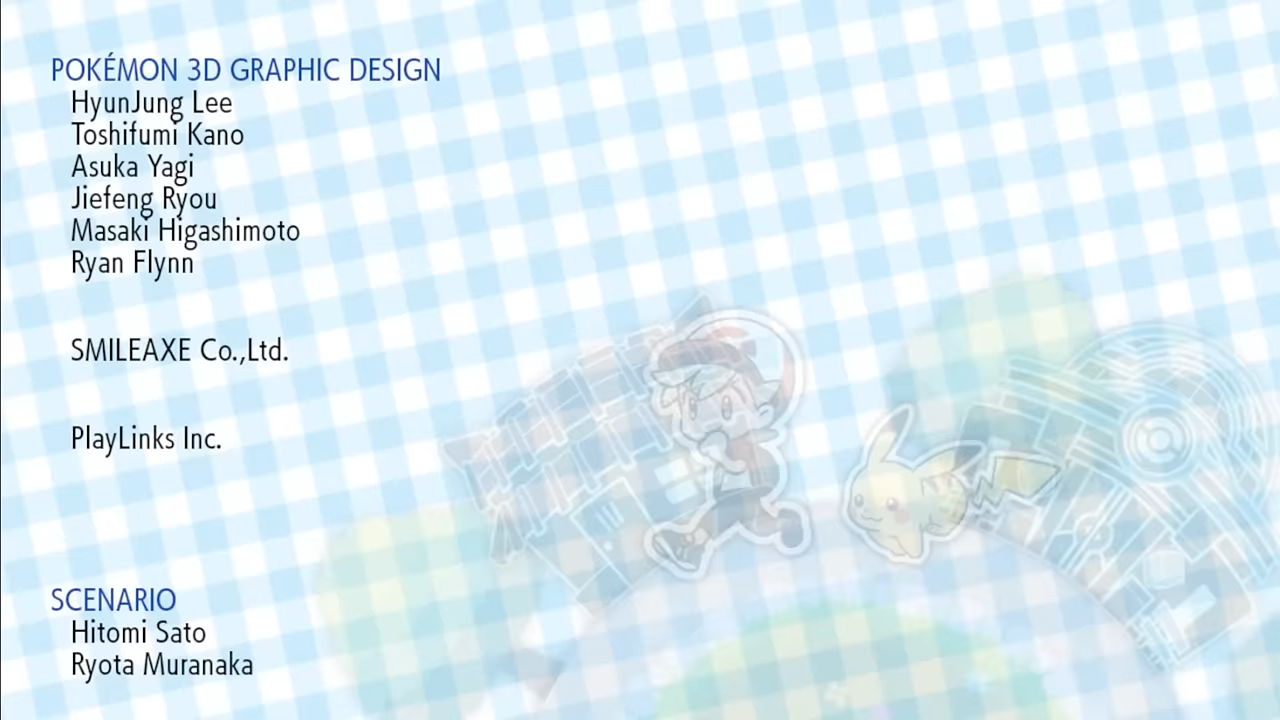 POKÉMON 3D GRAPHIC DESIGN
HyunJung Lee
Toshifumi Kano
Asuka Yagi
Jiefeng Ryou
Masaki Higashimoto
Ryan Flynn
SMILEAXE Co.,Ltd.
PlayLinks Inc.
SCENARIO
Hitomi Sato
Ryota Muranaka